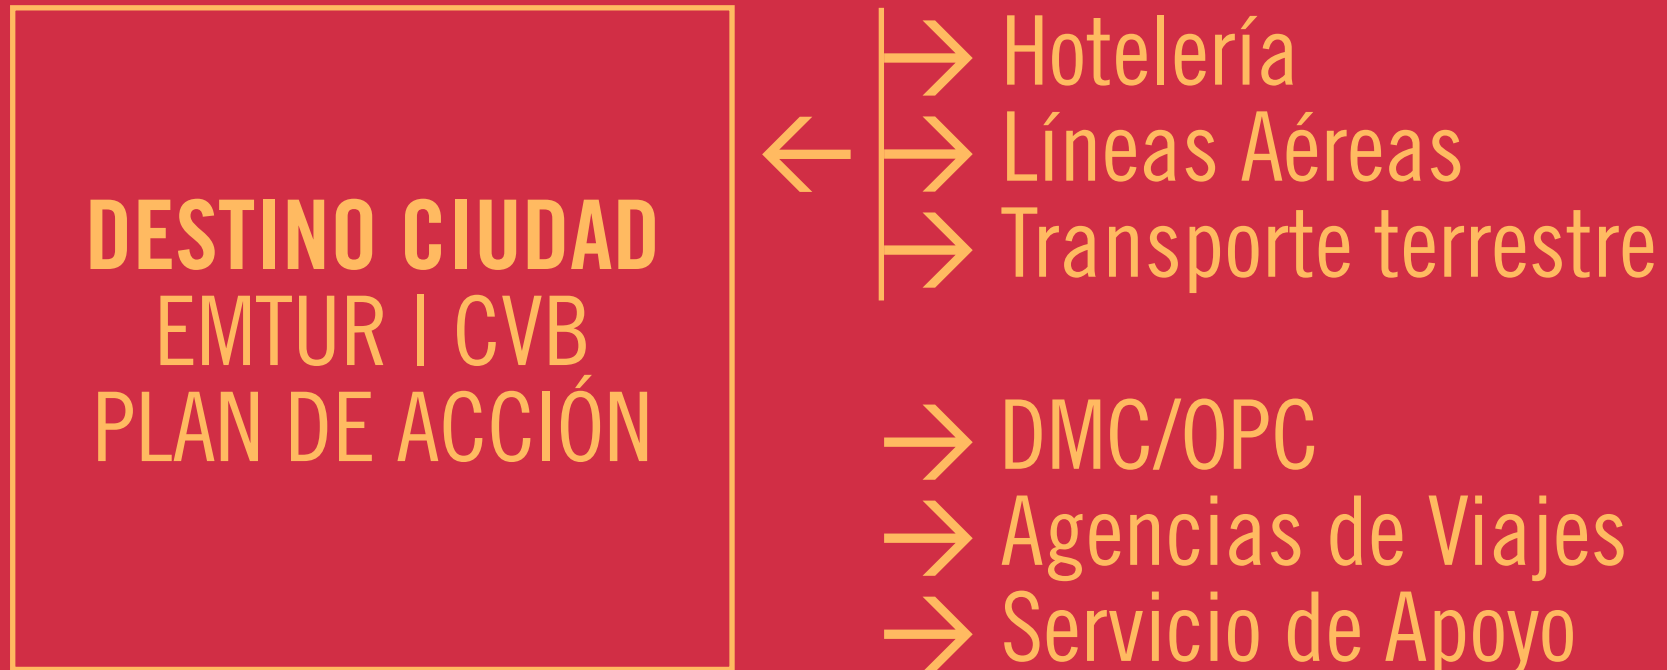 DESTINO CIUDAD
EMTUR | CVB
PLAN DE ACCIÓN
Hotelería
Líneas Aéreas
Transporte terrestre
DMC/OPC
Agencias de Viajes
Servicio de Apoyo